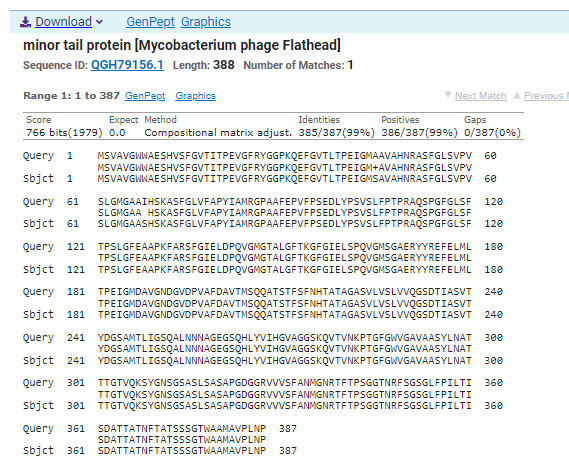 Download GenPept Graphics
minor tail protein [Mycobacterium phage Flathead]
Sequence ID: QGH79156.1 Length: 388 Number of Matches: 1
Range 1: 1 to 387 GenPept Graphics Next Match Previous
Score Expect Method Identities Positives Gaps
766 bits(1979) 0.0 Compositional matrix adjust. 385/387(99%) 386/387(99%) 0/387(0%)
Query 1 MSVAVGWWAESHVSFGVTITPEVGFRYGGPKQEFGVTLTPEIGMAAVAHNRASFGLSVPV 60
MSVAVGWWAESHVSFGVTITPEVGFRYGGPKQEFGVTLTPEIGM+AVAHNRASFGLSVPV
Sbjct 1 MSVAVGWWAESHVSFGVTITPEVGFRYGGPKQEFGVTLTPEIGMSAVAHNRASFGLSVPV 60
Query 61 SLGMGAAIHSKASFGLVFAPYIAMRGPAAFEPVFPSEDLYPSVSLFPTPRAQSPGFGLSF 120
SLGMGAA HSKASFGLVFAPYIAMRGPAAFEPVFPSEDLYPSVSLFPTPRAQSPGFGLSF
Sbjct 61 SLGMGAASHSKASFGLVFAPYIAMRGPAAFEPVFPSEDLYPSVSLFPTPRAQSPGFGLSF 120
Query 121 TPSLGFEAAPKFARSFGIELDPQVGMGTALGFTKGFGIELSPQVGMSGAERYYREFELML 180
TPSLGFEAAPKFARSFGIELDPQVGMGTALGFTKGFGIELSPQVGMSGAERYYREFELML
Sbjct 121 TPSLGFEAAPKFARSFGIELDPQVGMGTALGFTKGFGIELSPQVGMSGAERYYREFELML 180
Query 181 TPEIGMDAVGNDGVDPVAFDAVTMSQQATSTFSFNHTATAGASVLVSLVVQGSDTIASVT 240
TPEIGMDAVGNDGVDPVAFDAVTMSQQATSTFSFNHTATAGASVLVSLVVQGSDTIASVT
Sbjct 181 TPEIGMDAVGNDGVDPVAFDAVTMSQQATSTFSFNHTATAGASVLVSLVVQGSDTIASVT 240
Query 241 YDGSAMTLIGSQALNNNAGEGSQHLYVIHGVAGGSKQVTVNKPTGFGWVGAVAASYLNAT 300
YDGSAMTLIGSQALNNNAGEGSQHLYVIHGVAGGSKQVTVNKPTGFGWVGAVAASYLNAT
Sbjct 241 YDGSAMTLIGSQALNNNAGEGSQHLYVIHGVAGGSKQVTVNKPTGFGWVGAVAASYLNAT 300
Query 301 TTGTVQKSYGNSGSASLSASAPGDGGRVVVSFANMGNRTFTPSGGTNRFSGSGLFPILTI 360
TTGTVQKSYGNSGSASLSASAPGDGGRVVVSFANMGNRTFTPSGGTNRFSGSGLFPILTI
Sbjct 301 TTGTVQKSYGNSGSASLSASAPGDGGRVVVSFANMGNRTFTPSGGTNRFSGSGLFPILTI 360
Query 361 SDATTATNFTATSSSGTWAAMAVPLNP 387
SDATTATNFTATSSSGTWAAMAVPLNP
Sbjct 361 SDATTATNFTATSSSGTWAAMAVPLNP 387